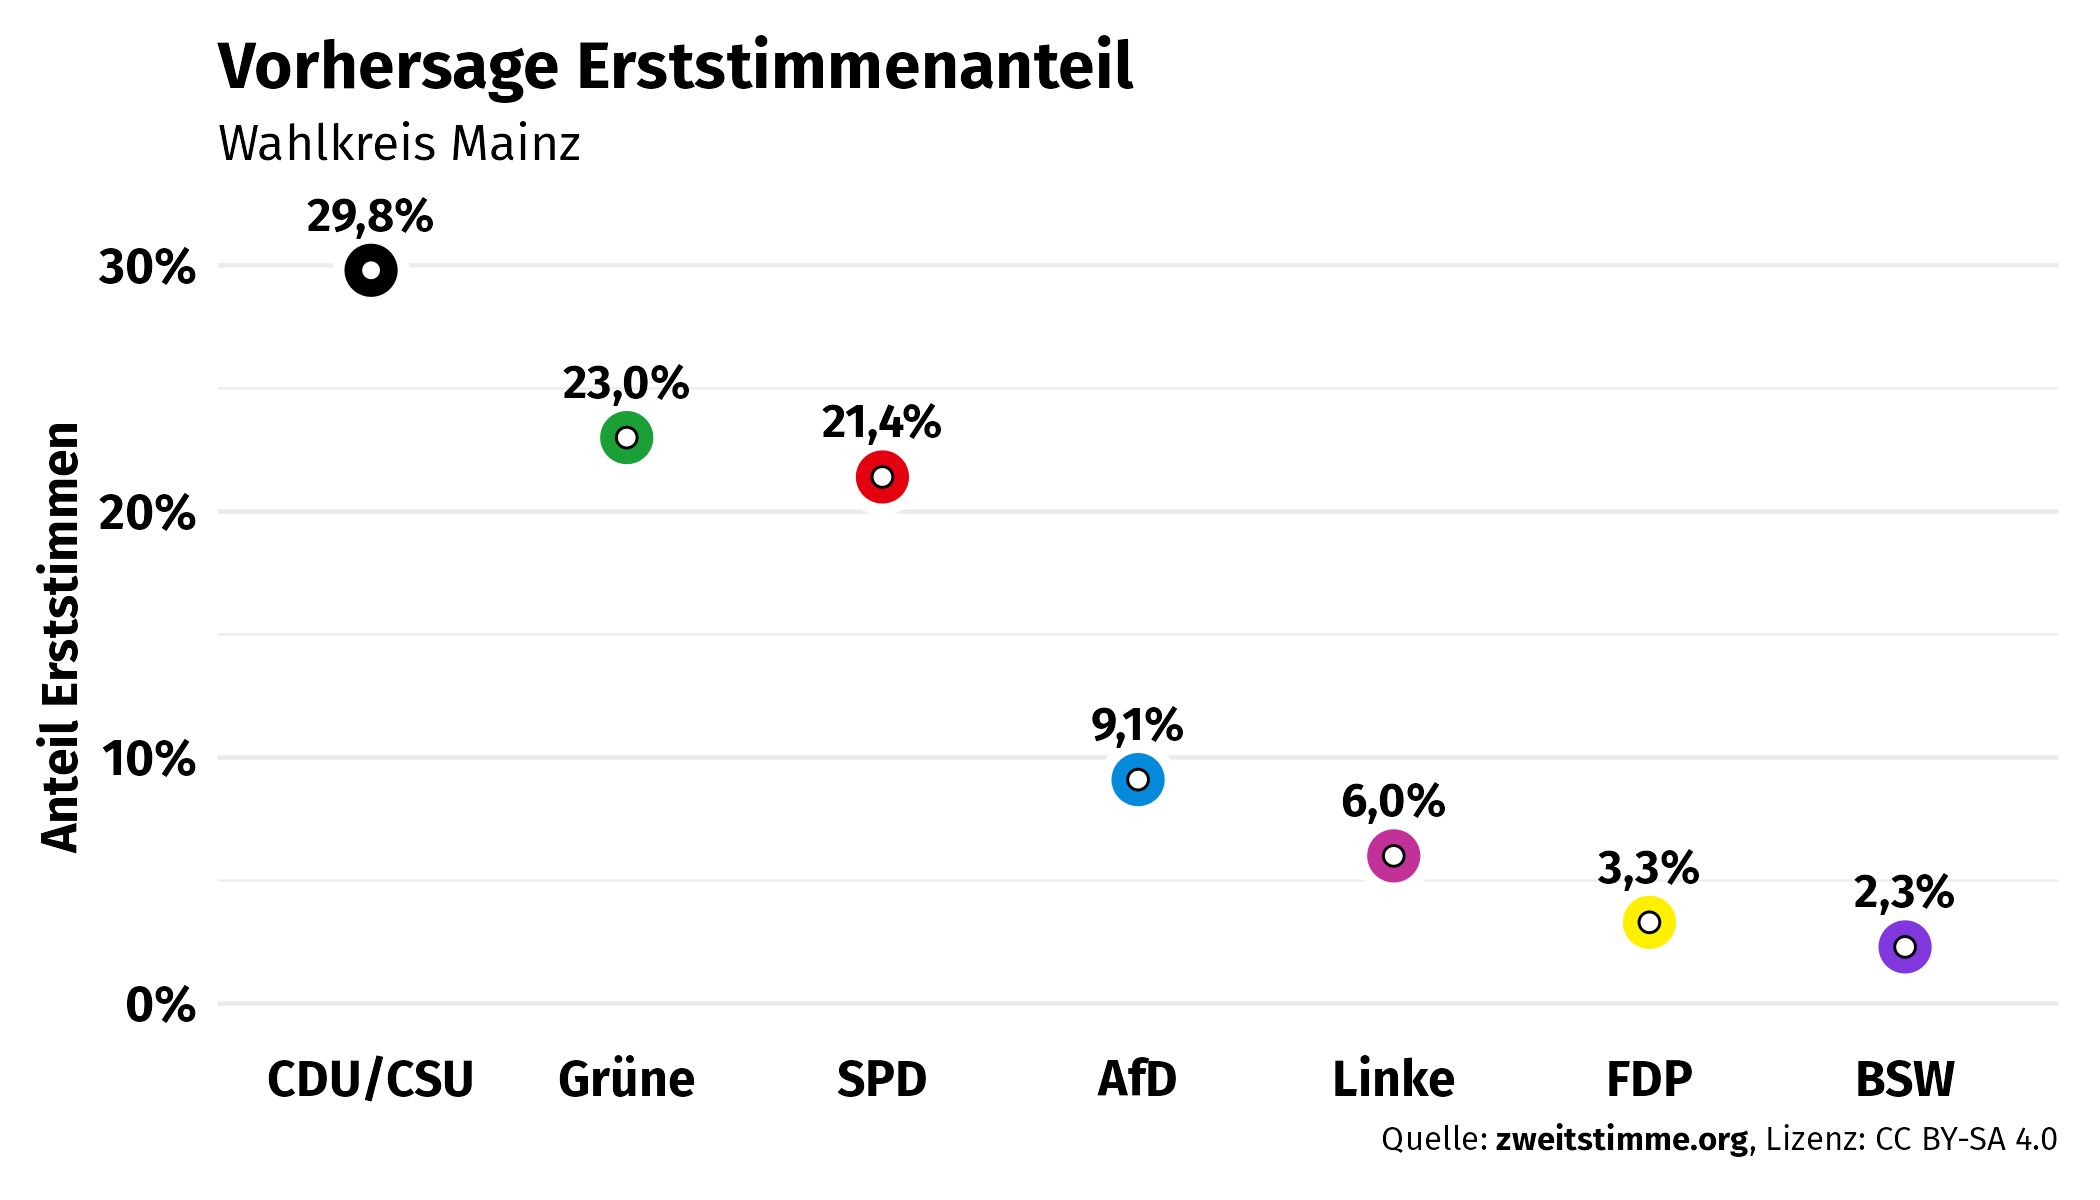 Vorhersage Erststimmenanteil
Wahlkreis Mainz
Anteil Erststimmen
30%
20%
10%
0%
29,8%
23,0%
21,4%
9,1%
6,0%
3,3%
2,3%
CDU/CSU Grüne SPD AfD Linke FDP BSW
Quelle: zweitstimme.org, Lizenz: CC BY-SA 4.0